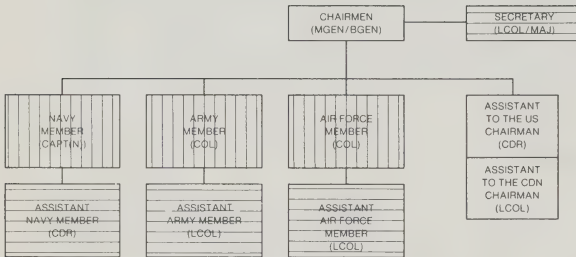 CHAIRMEN
(MGEN/BGEN)
SECRETARY
(LCOL/MAJ)
NAVY
MEMBER
(CAPT(N))
ARMY
MEMBER
(COL)
AIR FORCE
MEMBER
(COL)
ASSISTANT
TO THE US
CHAIRMAN
(CDR)
ASSISTANT
TO THE CDN
CHAIRMAN
(LCOL)
ASSISTANT
NAVY MEMBER
(CDR)
ASSISTANT
ARMY MEMBER
(LCOL)
ASSISTANT
AIR FORCE
MEMBER
(LCOL)